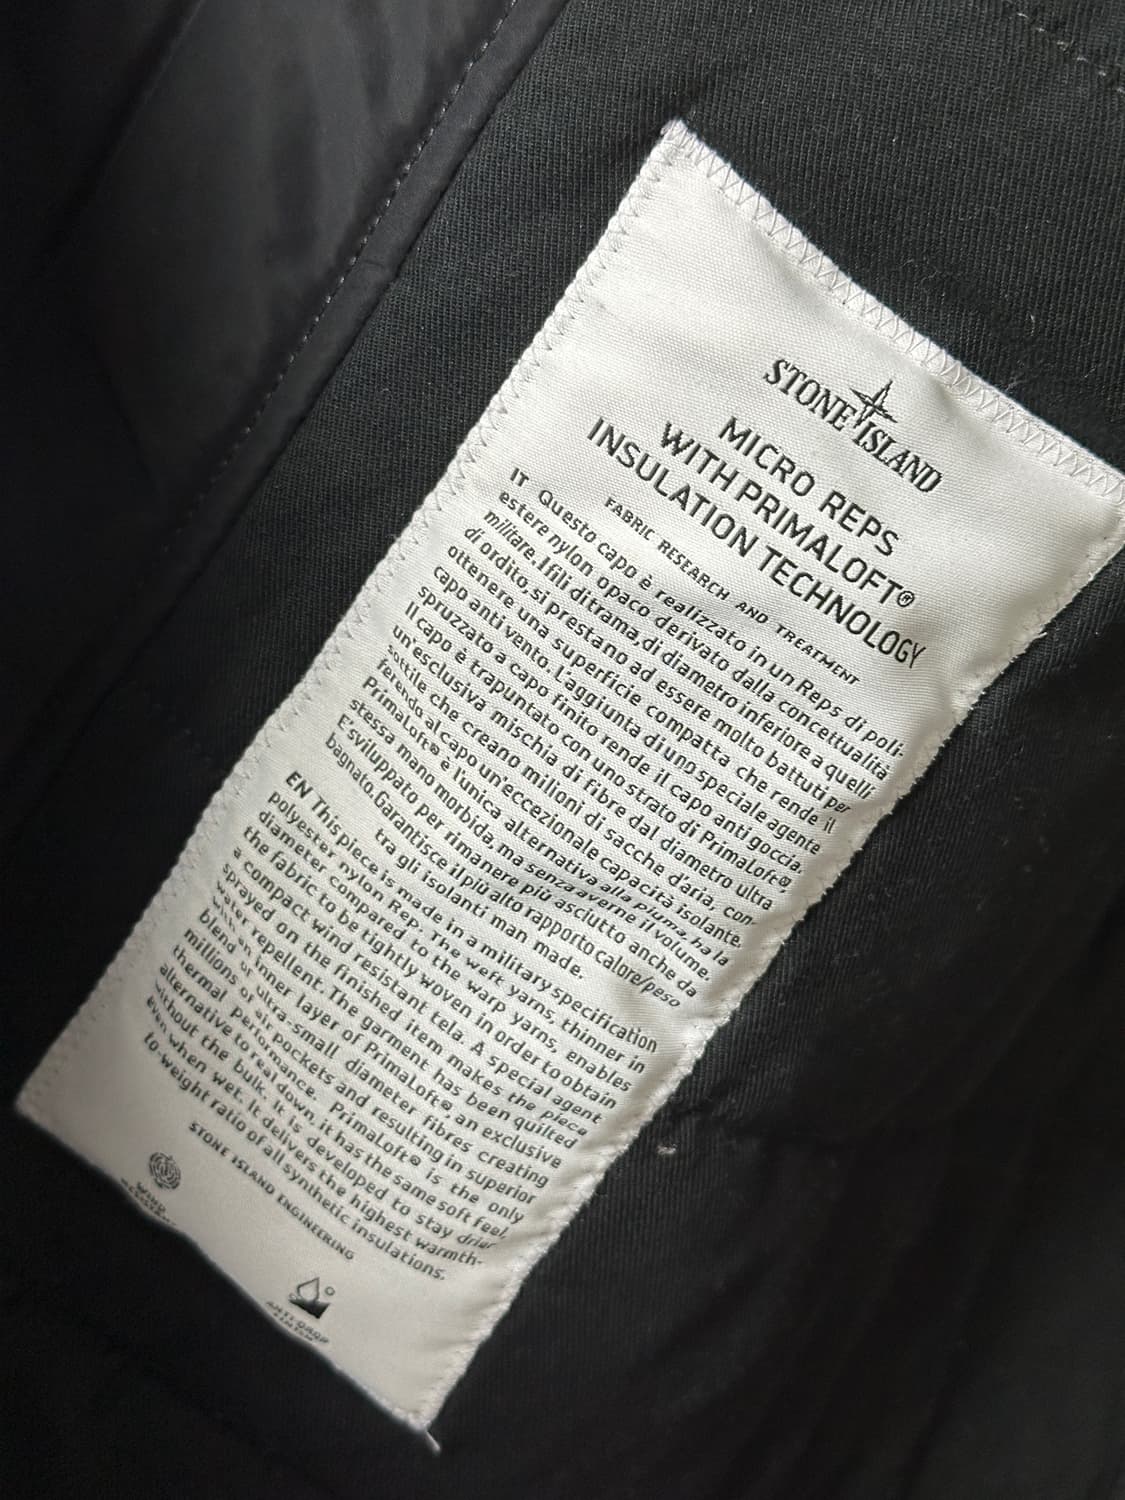 STONE ISLAND
MICRO REPS
WITH PRIMALOFT®
INSULATION TECHNOLOGY
FABRIC RESEARCH AND TREATMENT
IT Questo capo è realizzato in un Reps di poli-
estere nylon opaco derivato dalla concettualità
militare. I fili di trama, di diametro inferiore a quelli
di ordito, si prestano ad essere molto battuti per
ottenere una superficie compatta che rende il
capo anti vento. L'aggiunta di uno speciale agente
spruzzato a capo finito rende il capo anti goccia.
Il capo è trapuntato con uno strato di PrimaLoft®,
un'esclusiva mischia di fibre dal diametro ultra
sottile che creano milioni di sacche d'aria, con-
ferendo al capo un'eccezionale capacità isolante.
PrimaLoft® è l'unica alternativa alla piuma, ha la
stessa mano morbida, ma senza averne il volume.
E' sviluppato per rimanere più asciutto anche da
bagnato. Garantisce il più alto rapporto calore/peso
tra gli isolanti man made.
EN This piece is made in a military specification
polyester nylon Rep. The weft yarns, thinner in
diameter compared to the warp yarns, enables
the fabric to be tightly woven in order to obtain
a compact wind resistant tela. A special agent
sprayed on the finished item makes the piece
water repellent. The garment has been quilted
with an inner layer of PrimaLoft® an exclusive
blend of ultra-small diameter fibres creating
millions of air pockets and resulting in superior
thermal performance. PrimaLoft® is the only
alternative to real down, it has the same soft feel,
without the bulk. It is developed to stay drier
even when wet. It delivers the highest warmth-
to-weight ratio of all synthetic insulations.
STONE ISLAND ENGINEERING
WIND
ANTI-DROP